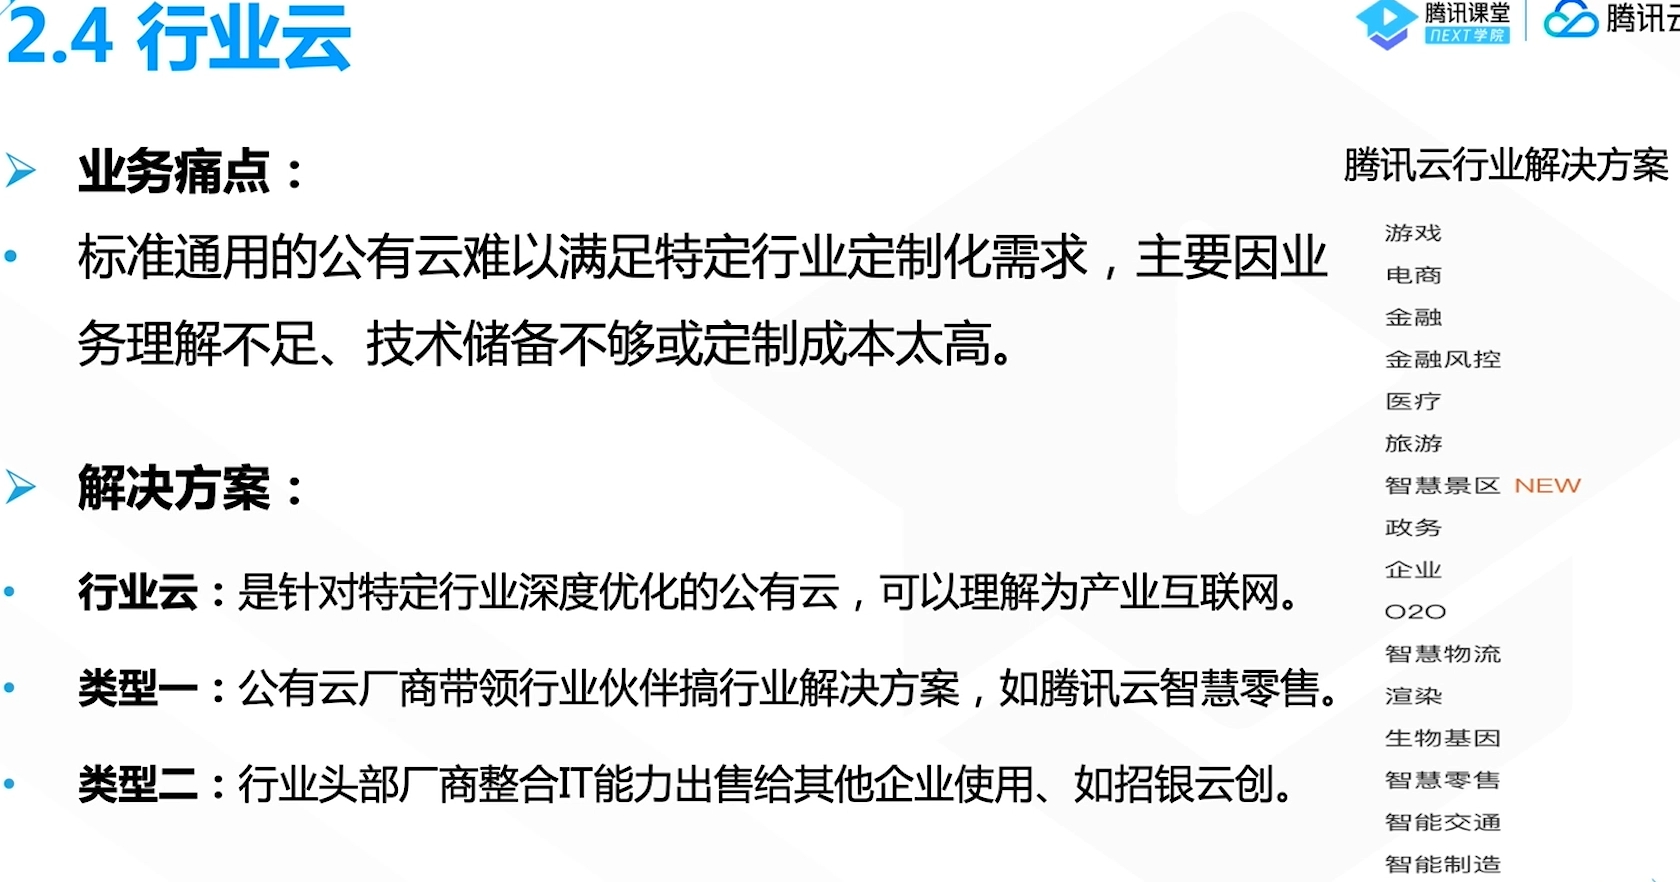 2.4 行业云
腾讯课堂
NEXT学院
腾讯云
业务痛点：
标准通用的公有云难以满足特定行业定制化需求，主要因业
务理解不足、技术储备不够或定制成本太高。
解决方案：
行业云：是针对特定行业深度优化的公有云，可以理解为产业互联网。
类型一：公有云厂商带领行业伙伴搞行业解决方案，如腾讯云智慧零售。
类型二：行业头部厂商整合IT能力出售给其他企业使用、如招银云创。
腾讯云行业解决方案
游戏
电商
金融
金融风控
医疗
旅游
智慧景区 NEW
政务
企业
O2O
智慧物流
渲染
生物基因
智慧零售
智能交通
智能制造